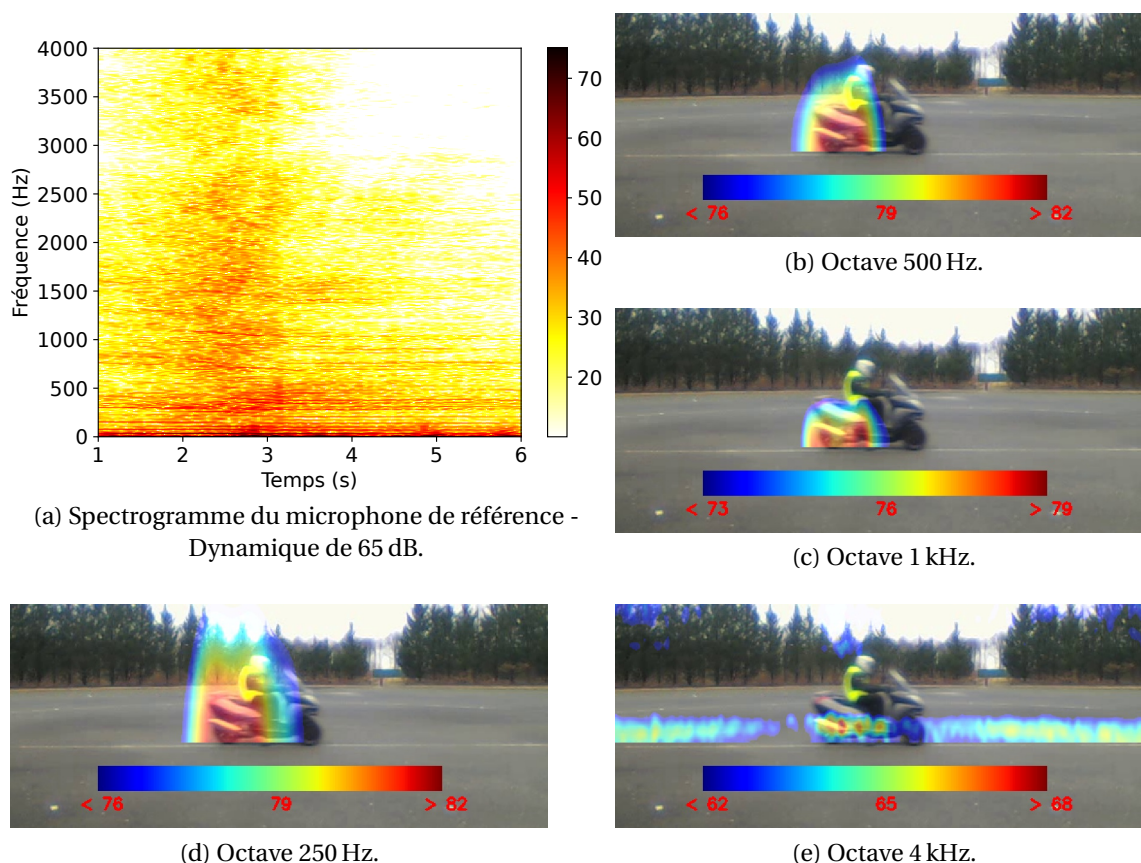 4000
3500
3000
2500
2000
1500
1000
500
0
Fréquence (Hz)
1 2 3 4 5 6
Temps (s)
70
60
50
40
30
20
(a) Spectrogramme du microphone de référence -
Dynamique de 65 dB.
< 76 79 > 82
(b) Octave 500 Hz.
< 73 76 > 79
(c) Octave 1 kHz.
< 76 79 > 82
(d) Octave 250 Hz.
< 62 65 > 68
(e) Octave 4 kHz.